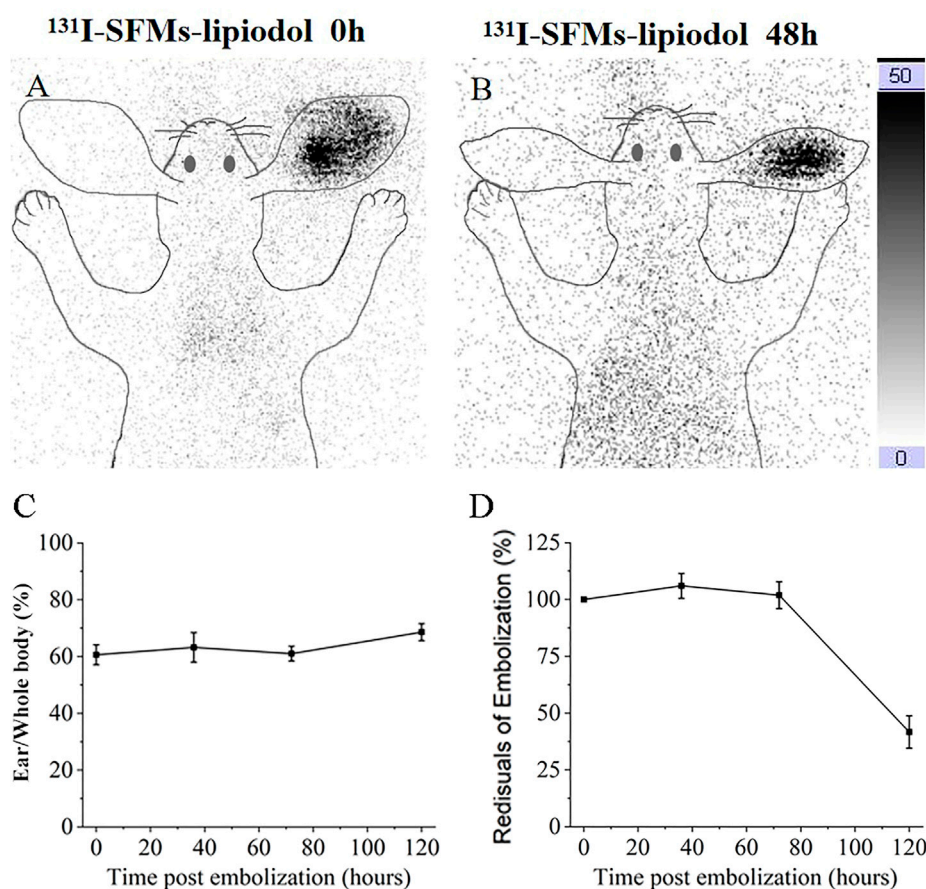 ¹³¹I-SFMs-lipiodol 0h
¹³¹I-SFMs-lipiodol 48h
A
B
50
0
C
100
80
60
40
20
0
Ear/Whole body (%)
0 20 40 60 80 100 120
Time post embolization (hours)
D
125
100
75
50
25
0
Redisuals of Embolization (%)
0 20 40 60 80 100 120
Time post embolization (hours)